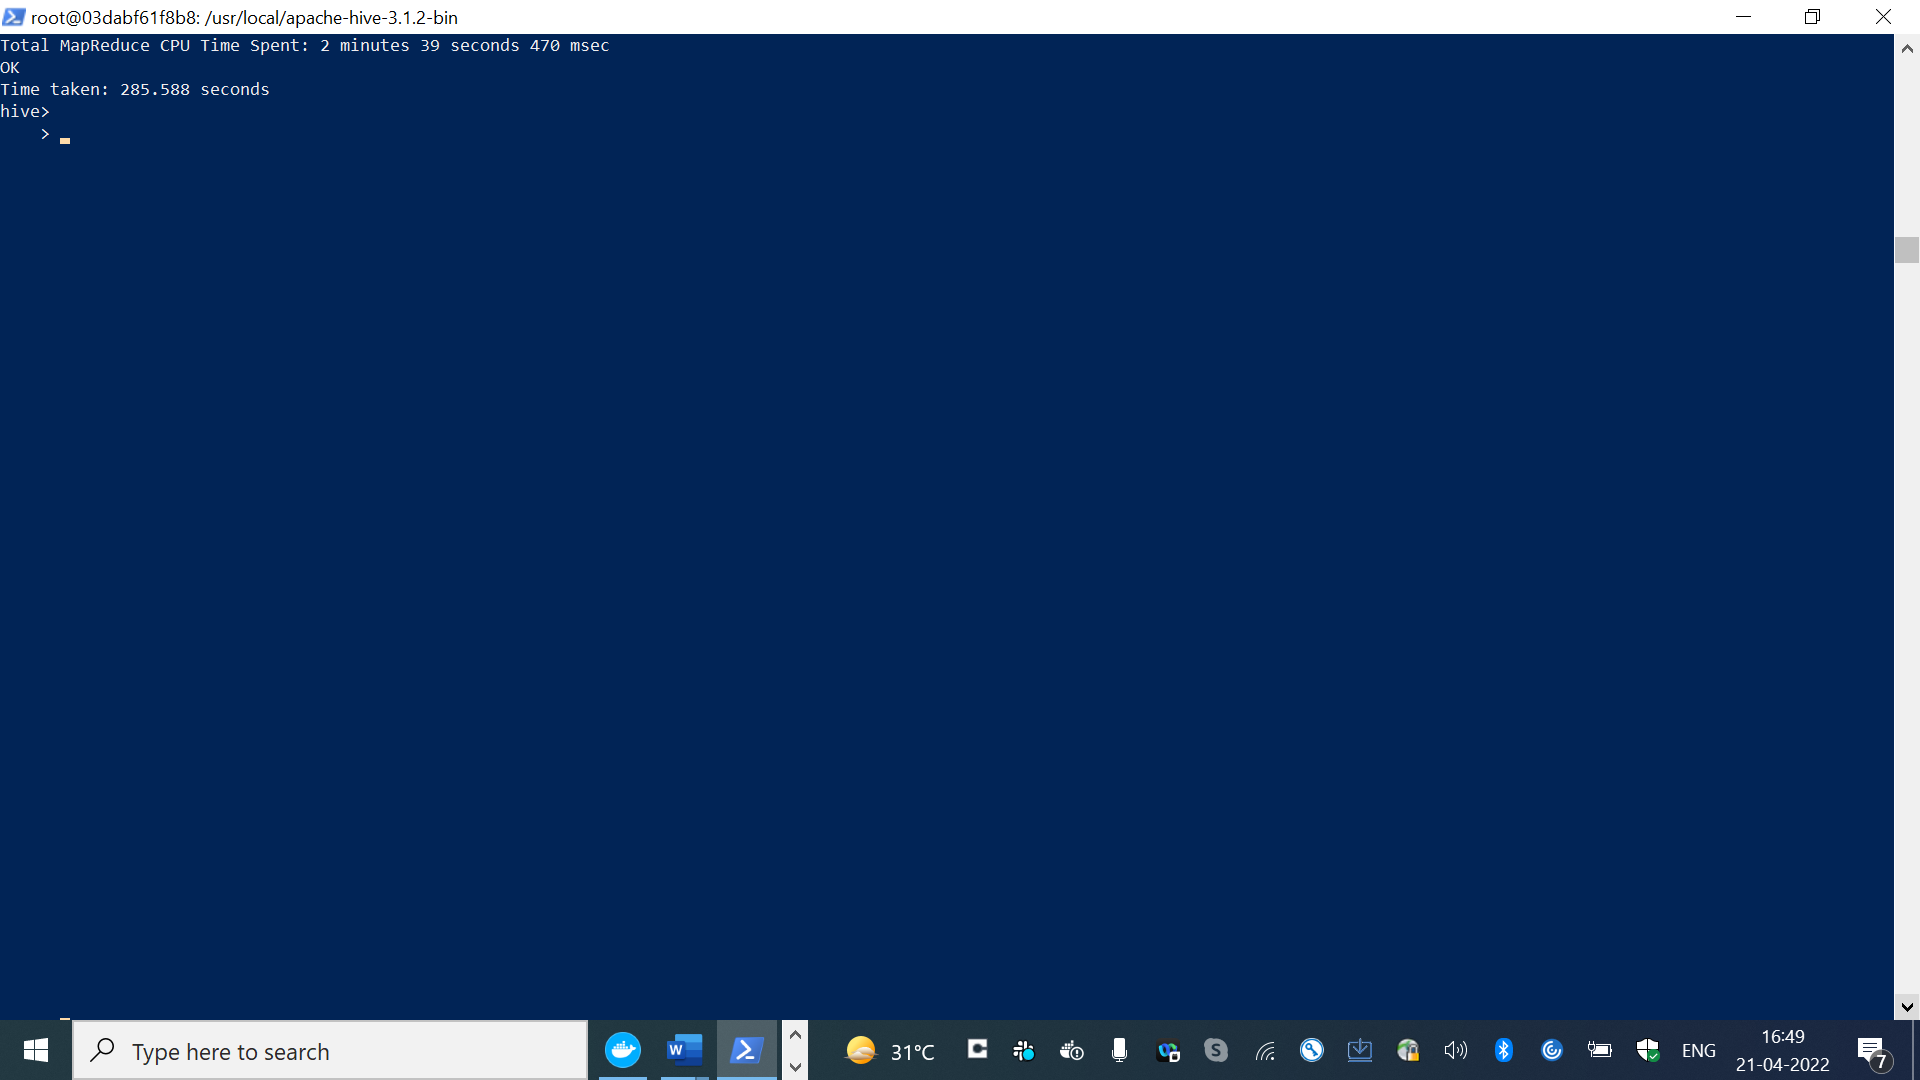 root@03dabf61f8b8: /usr/local/apache-hive-3.1.2-bin
Total MapReduce CPU Time Spent: 2 minutes 39 seconds 470 msec
OK
Time taken: 285.588 seconds
hive>
>
Type here to search
31°C
ENG
16:49
21-04-2022
7